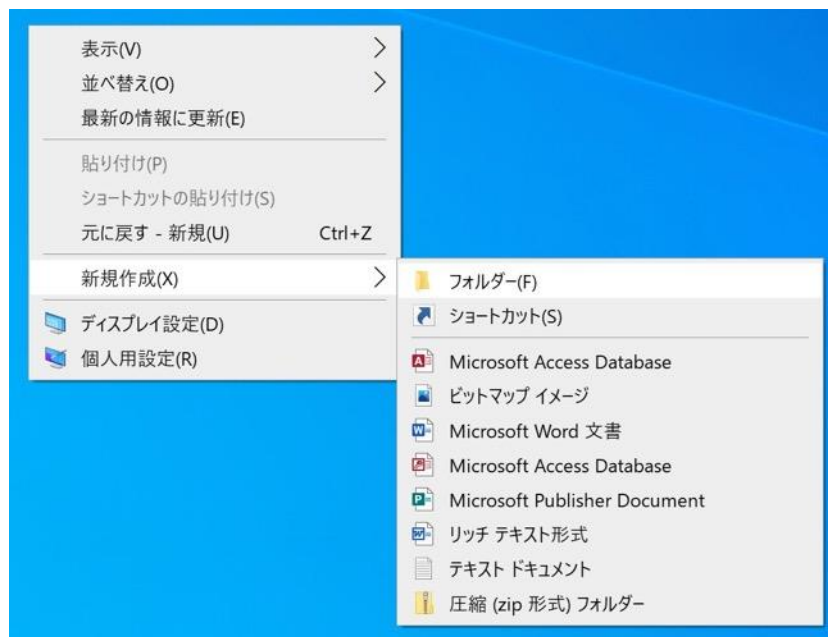 表示(V)
並べ替え(O)
最新の情報に更新(E)
貼り付け(P)
ショートカットの貼り付け(S)
元に戻す - 新規(U) Ctrl+Z
新規作成(X)
ディスプレイ設定(D)
個人用設定(R)
フォルダー(F)
ショートカット(S)
Microsoft Access Database
ビットマップ イメージ
Microsoft Word 文書
Microsoft Access Database
Microsoft Publisher Document
リッチ テキスト形式
テキスト ドキュメント
圧縮 (zip 形式) フォルダー